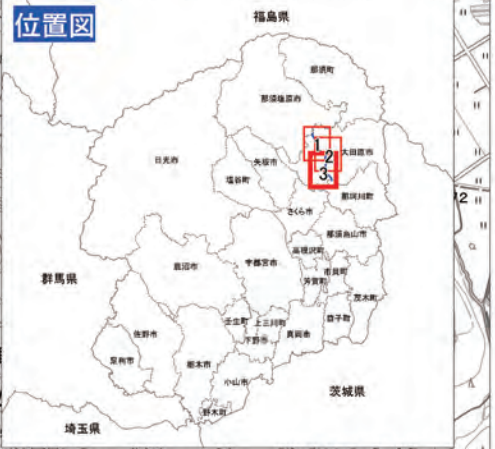 位置図
福島県
那須町
那須塩原市
日光市
矢板市
塩谷町
大田原市
1
2
3
那珂川町
さくら市
那須烏山市
高根沢町
群馬県
鹿沼市
宇都宮市
市貝町
芳賀町
茂木町
壬生町
上三川町
真岡市
益子町
下野市
佐野市
足利市
栃木市
小山市
野木町
茨城県
埼玉県
12